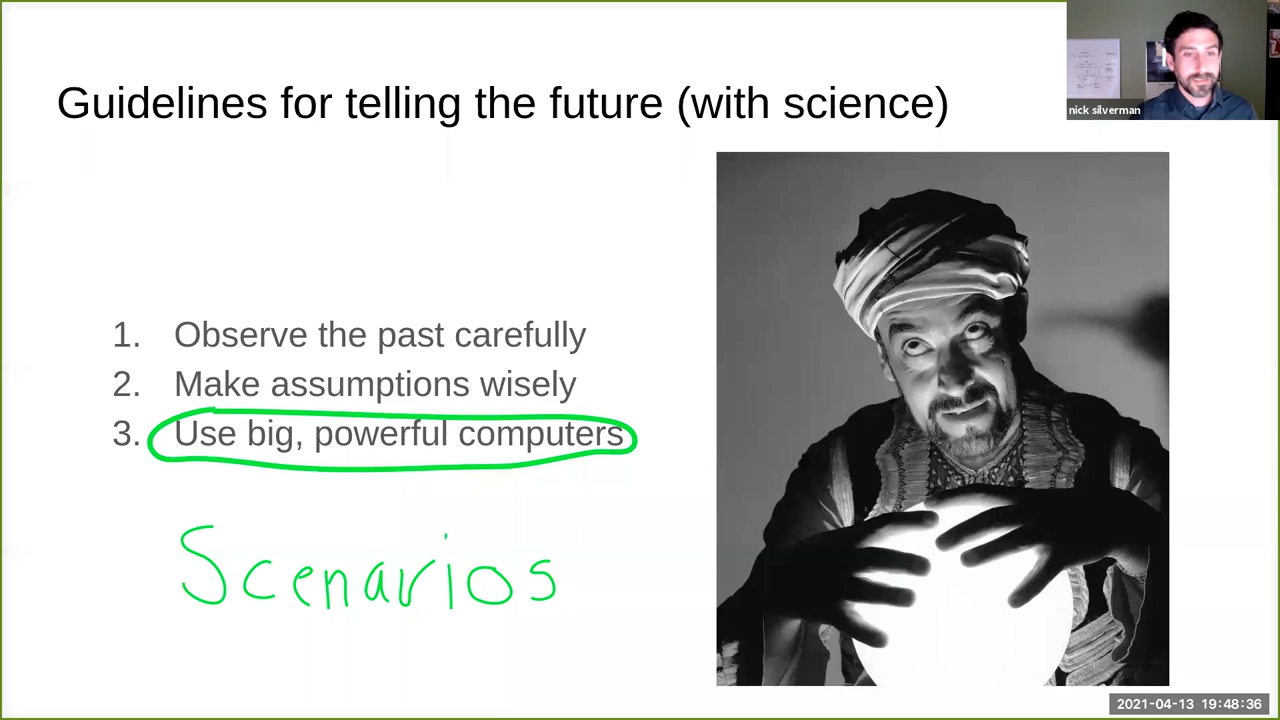 Guidelines for telling the future (with science)
nick silverman
1. Observe the past carefully
2. Make assumptions wisely
3. Use big, powerful computers
Scenarios
2021-04-13 19:48:36